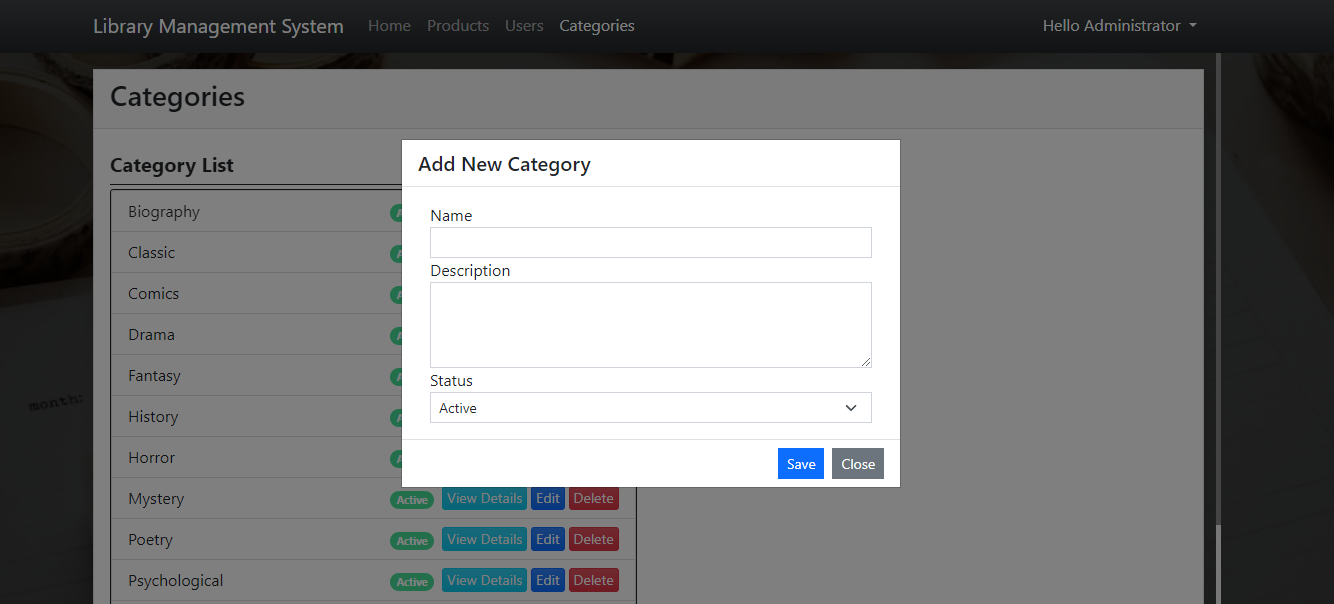 Library Management System Home Products Users Categories Hello Administrator
Categories
Category List
Add New Category
Name
Description
Status
Active
Save Close
Biography
Classic
Comics
Drama
Fantasy
History
Horror
Mystery Active View Details Edit Delete
Poetry Active View Details Edit Delete
Psychological Active View Details Edit Delete
month: